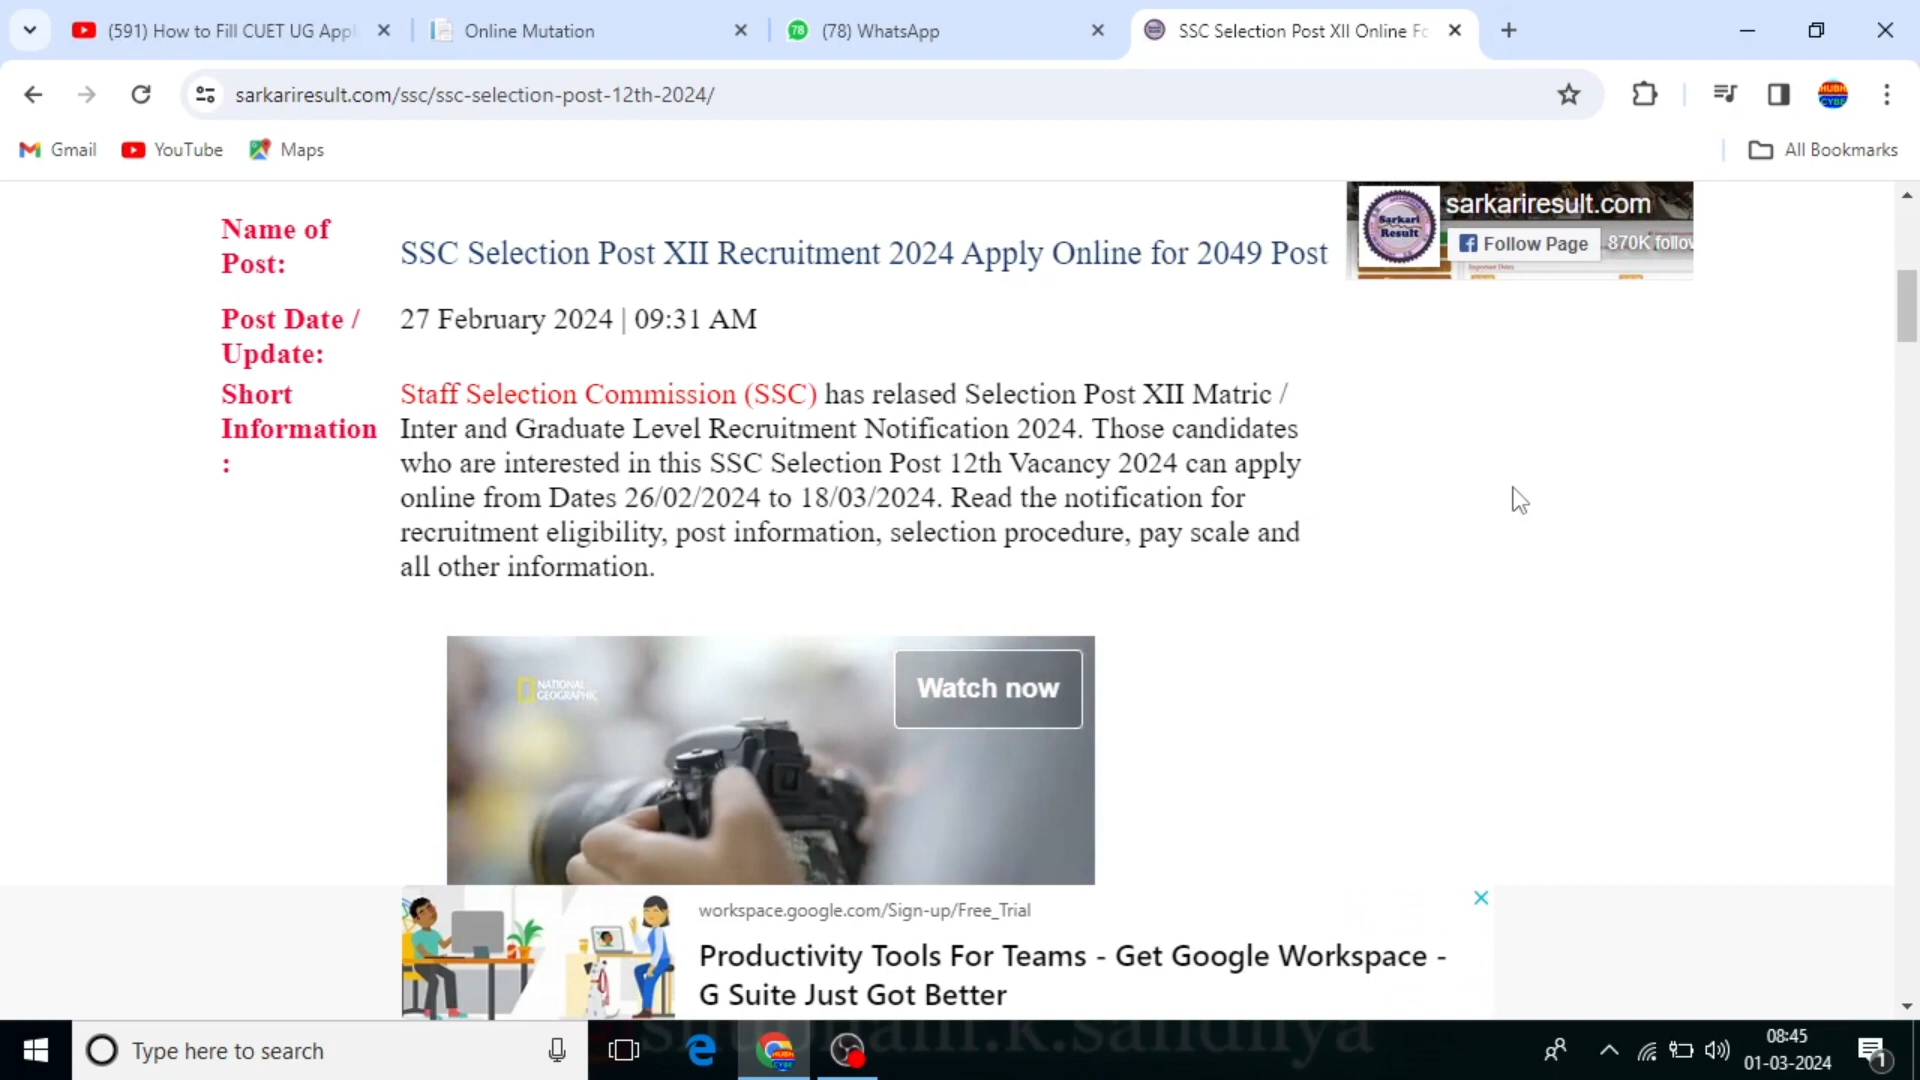 (591) How to Fill CUET UG Appl
Online Mutation
78
(78) WhatsApp
SSC Selection Post XII Online Fo
sarkariresult.com/ssc/ssc-selection-post-12th-2024/
Gmail
YouTube
Maps
All Bookmarks
Name of
Post:
SSC Selection Post XII Recruitment 2024 Apply Online for 2049 Post
Sarkari
Result
sarkariresult.com
Follow Page
870K follow
Post Date /
Update:
27 February 2024 | 09:31 AM
Short
Information
:
Staff Selection Commission (SSC) has relased Selection Post XII Matric /
Inter and Graduate Level Recruitment Notification 2024. Those candidates
who are interested in this SSC Selection Post 12th Vacancy 2024 can apply
online from Dates 26/02/2024 to 18/03/2024. Read the notification for
recruitment eligibility, post information, selection procedure, pay scale and
all other information.
NATIONAL
GEOGRAPHIC
Watch now
workspace.google.com/Sign-up/Free_Trial
Productivity Tools For Teams - Get Google Workspace -
G Suite Just Got Better
Type here to search
08:45
01-03-2024
1